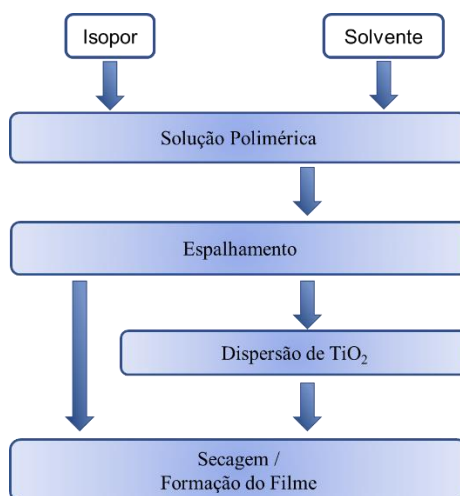 Isopor
Solvente
Solução Polimérica
Espalhamento
Dispersão de TiO₂
Secagem /
Formação do Filme